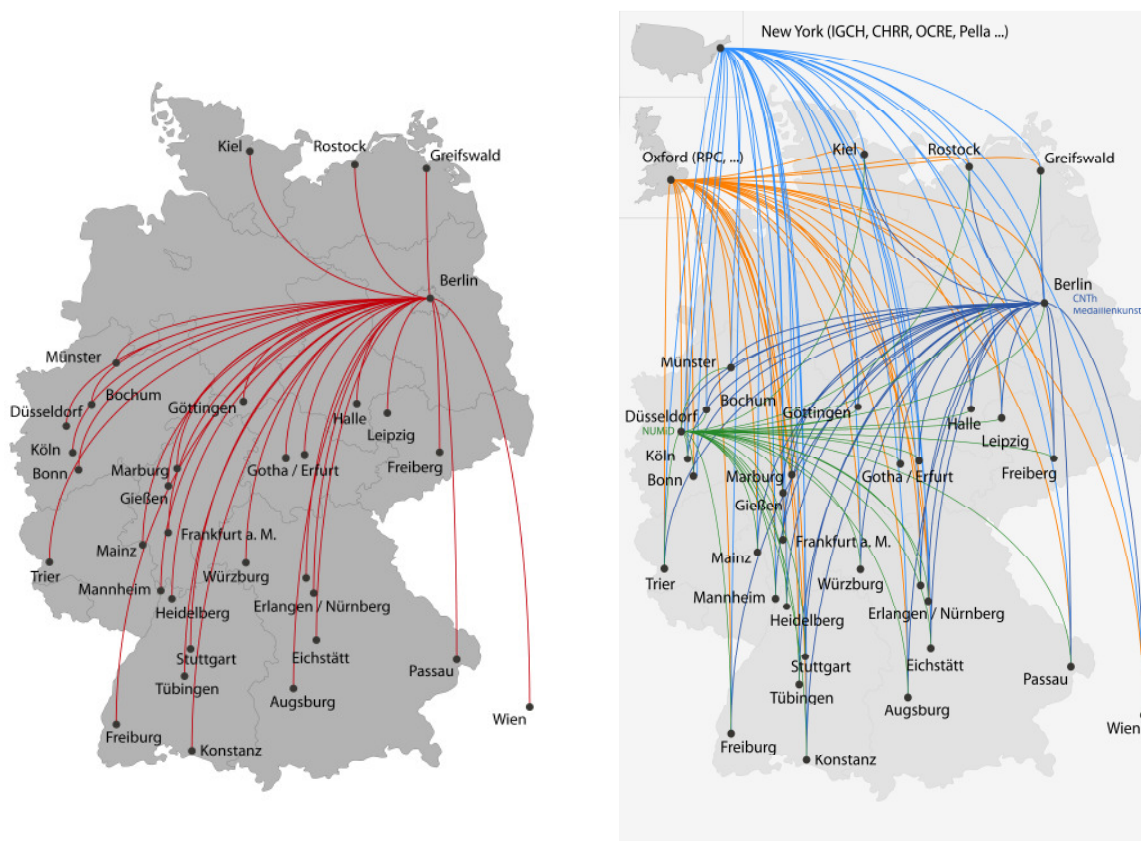 Kiel
Rostock
Greifswald
Berlin
Münster
Bochum
Düsseldorf
Göttingen
Halle
Leipzig
Köln
Bonn
Marburg
Gotha / Erfurt
Freiberg
Gießen
Frankfurt a. M.
Mainz
Trier
Würzburg
Mannheim
Heidelberg
Erlangen / Nürnberg
Stuttgart
Eichstätt
Passau
Tübingen
Augsburg
Wien
Freiburg
Konstanz
New York (IGCH, CHRR, OCRE, Pella ...)
Oxford (RPC, ...)
Kiel
Rostock
Greifswald
Berlin
CNTh
Medaillenkunst
Münster
Bochum
Düsseldorf
NUMiD
Göttingen
Halle
Leipzig
Köln
Bonn
Marburg
Gotha / Erfurt
Freiberg
Gießen
Frankfurt a. M.
Mainz
Trier
Würzburg
Mannheim
Heidelberg
Erlangen / Nürnberg
Stuttgart
Eichstätt
Passau
Tübingen
Augsburg
Wien
Freiburg
Konstanz